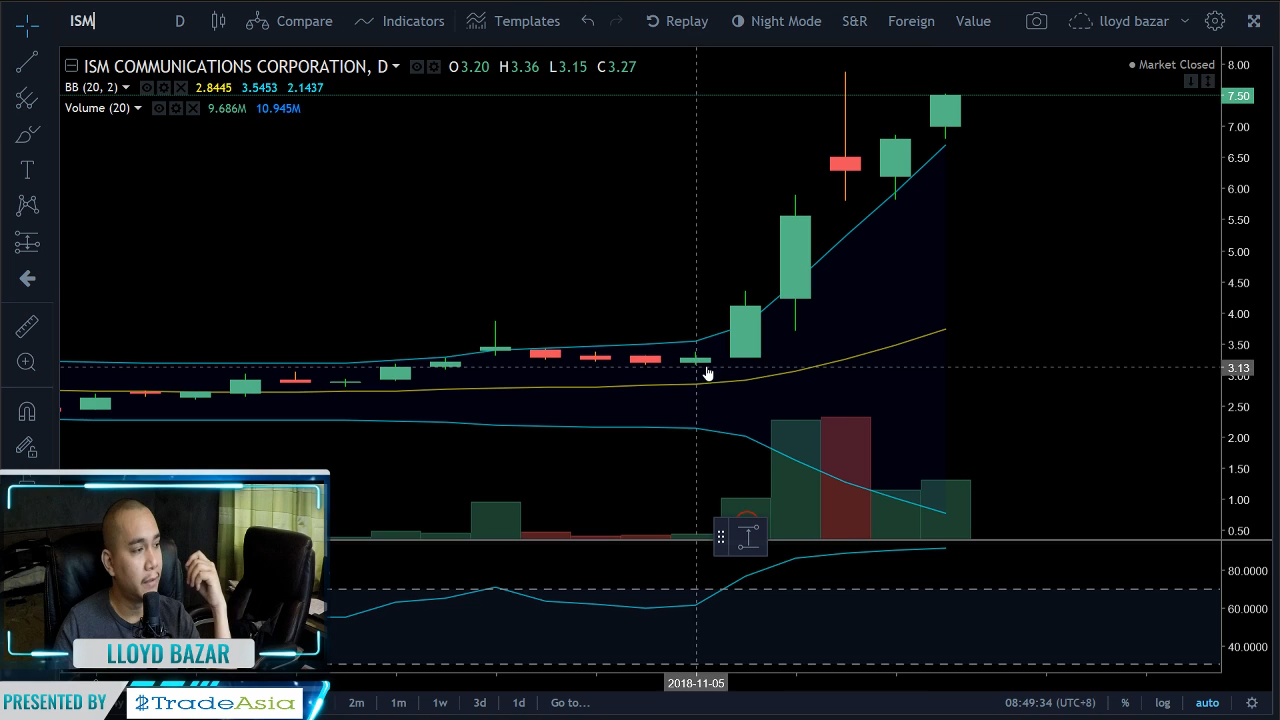 ISM D Compare Indicators Templates Replay Night Mode S&R Foreign Value lloyd bazar
ISM COMMUNICATIONS CORPORATION, D O3.20 H3.36 L3.15 C3.27
Market Closed
BB (20, 2) 2.8445 3.5453 2.1437
Volume (20) 9.686M 10.945M
8.00
7.50
7.00
6.50
6.00
5.50
5.00
4.50
4.00
3.50
3.13
3.00
2.50
2.00
1.50
1.00
0.50
80.0000
60.0000
40.0000
LLOYD BAZAR
2018-11-05
PRESENTED BY TradeAsia
2m 1m 1w 3d 1d Go to... 08:49:34 (UTC+8) % log auto